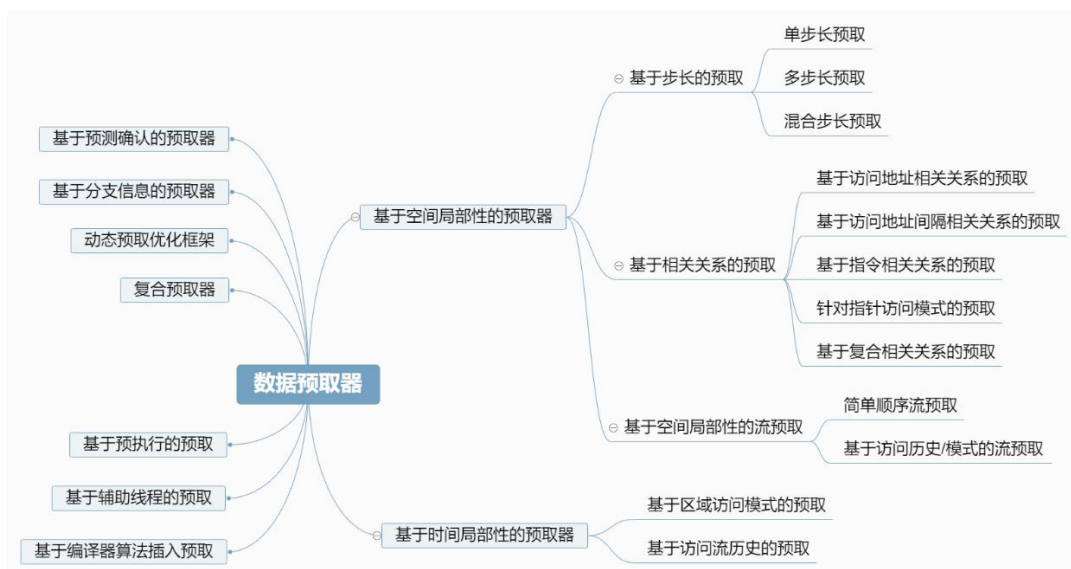 数据预取器
基于预测确认的预取器
基于分支信息的预取器
动态预取优化框架
复合预取器
基于预执行的预取
基于辅助线程的预取
基于编译器算法插入预取
基于空间局部性的预取器
基于步长的预取
单步长预取
多步长预取
混合步长预取
基于相关关系的预取
基于访问地址相关关系的预取
基于访问地址间隔相关关系的预取
基于指令相关关系的预取
针对指针访问模式的预取
基于复合相关关系的预取
基于空间局部性的流预取
简单顺序流预取
基于访问历史/模式的流预取
基于时间局部性的预取器
基于区域访问模式的预取
基于访问流历史的预取